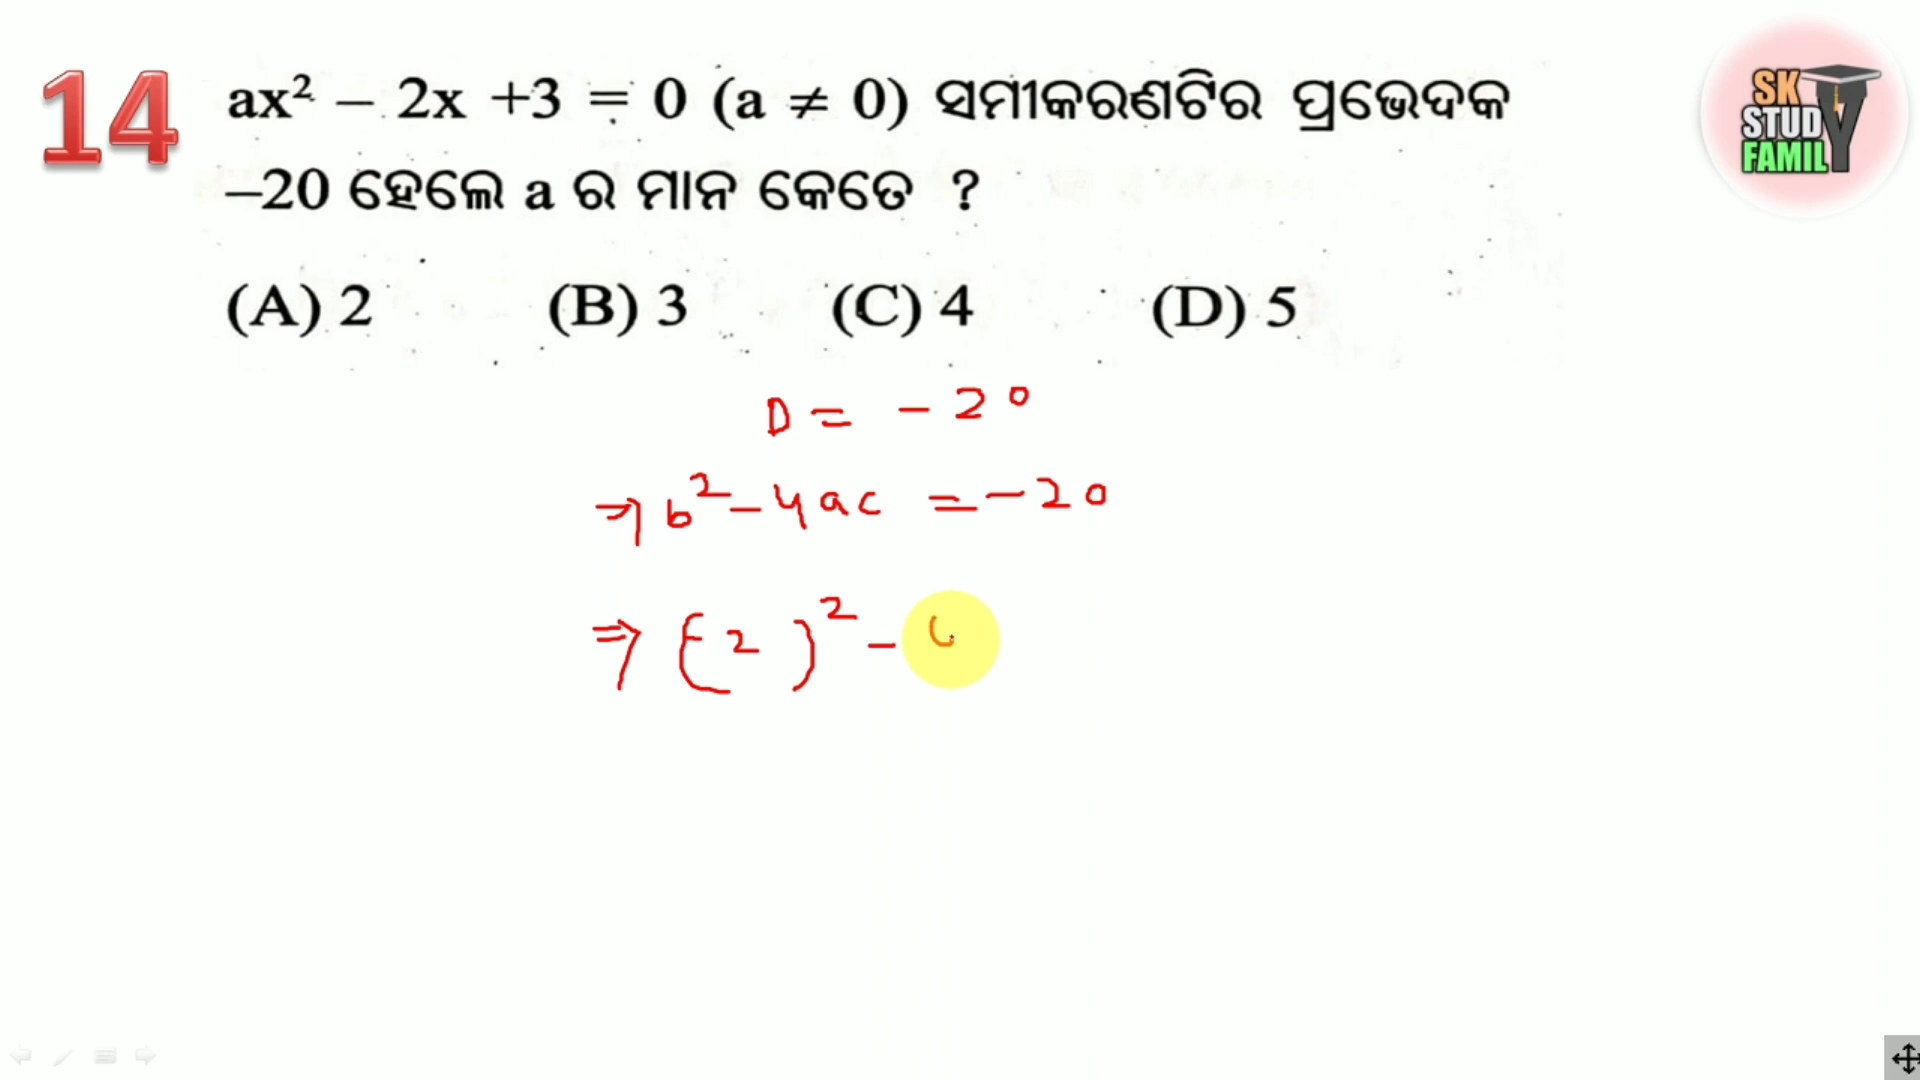 14
ax² – 2x +3 = 0 (a ≠ 0) ସମୀକରଣଟିର ପ୍ରଭେଦକ
–20 ହେଲେ a ର ମାନ କେତେ ?
(A) 2 (B) 3 (C) 4 (D) 5
SK
STUDY
FAMILY
D = - 20
⇒ b² - 4ac = - 20
⇒ (-2)² -